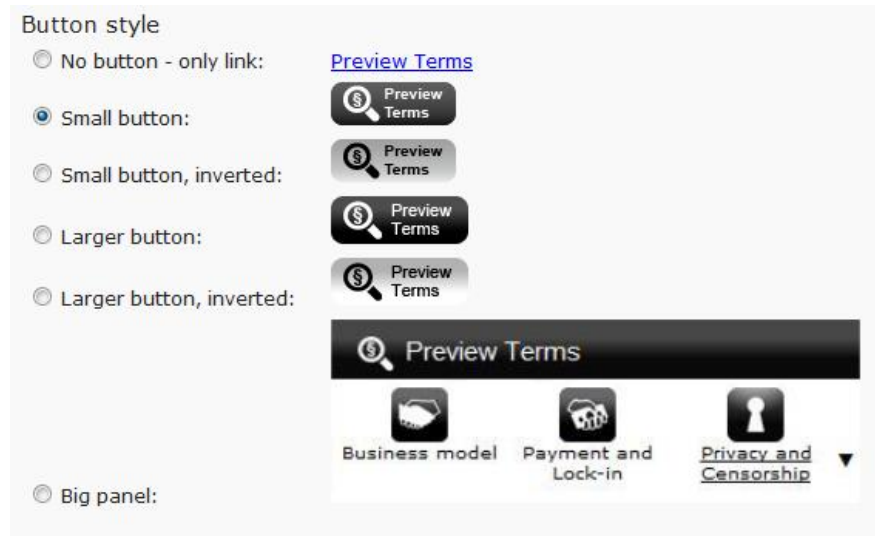 Button style
No button - only link: Preview Terms
Small button: Preview
Terms
Small button, inverted: Preview
Terms
Larger button: Preview
Terms
Larger button, inverted: Preview
Terms
§ Preview Terms
Business model Payment and
Lock-in Privacy and
Censorship ▼
Big panel: